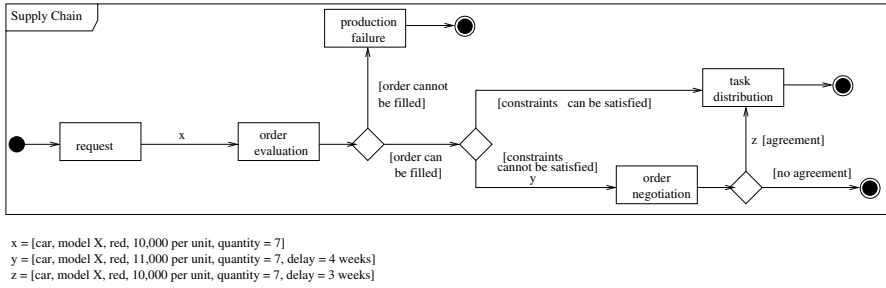 Supply Chain
production
failure
[order cannot
be filled]
[constraints can be satisfied]
task
distribution
x
request
order
evaluation
[order can
be filled]
[constraints
cannot be satisfied]
y
z [agreement]
order
negotiation
[no agreement]
x = [car, model X, red, 10,000 per unit, quantity = 7]
y = [car, model X, red, 11,000 per unit, quantity = 7, delay = 4 weeks]
z = [car, model X, red, 10,000 per unit, quantity = 7, delay = 3 weeks]